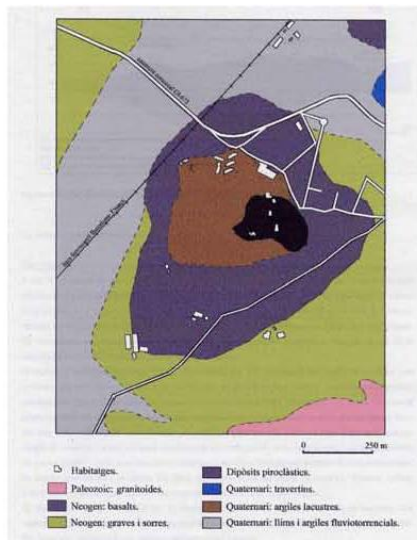 0 250 m
Habitatges.
Paleozoic: granitoides.
Neogen: basalts.
Neogen: graves i sorres.
Dipòsits piroclàstics.
Quaternari: travertins.
Quaternari: argiles lacustres.
Quaternari: llims i argiles fluviotorrencials.